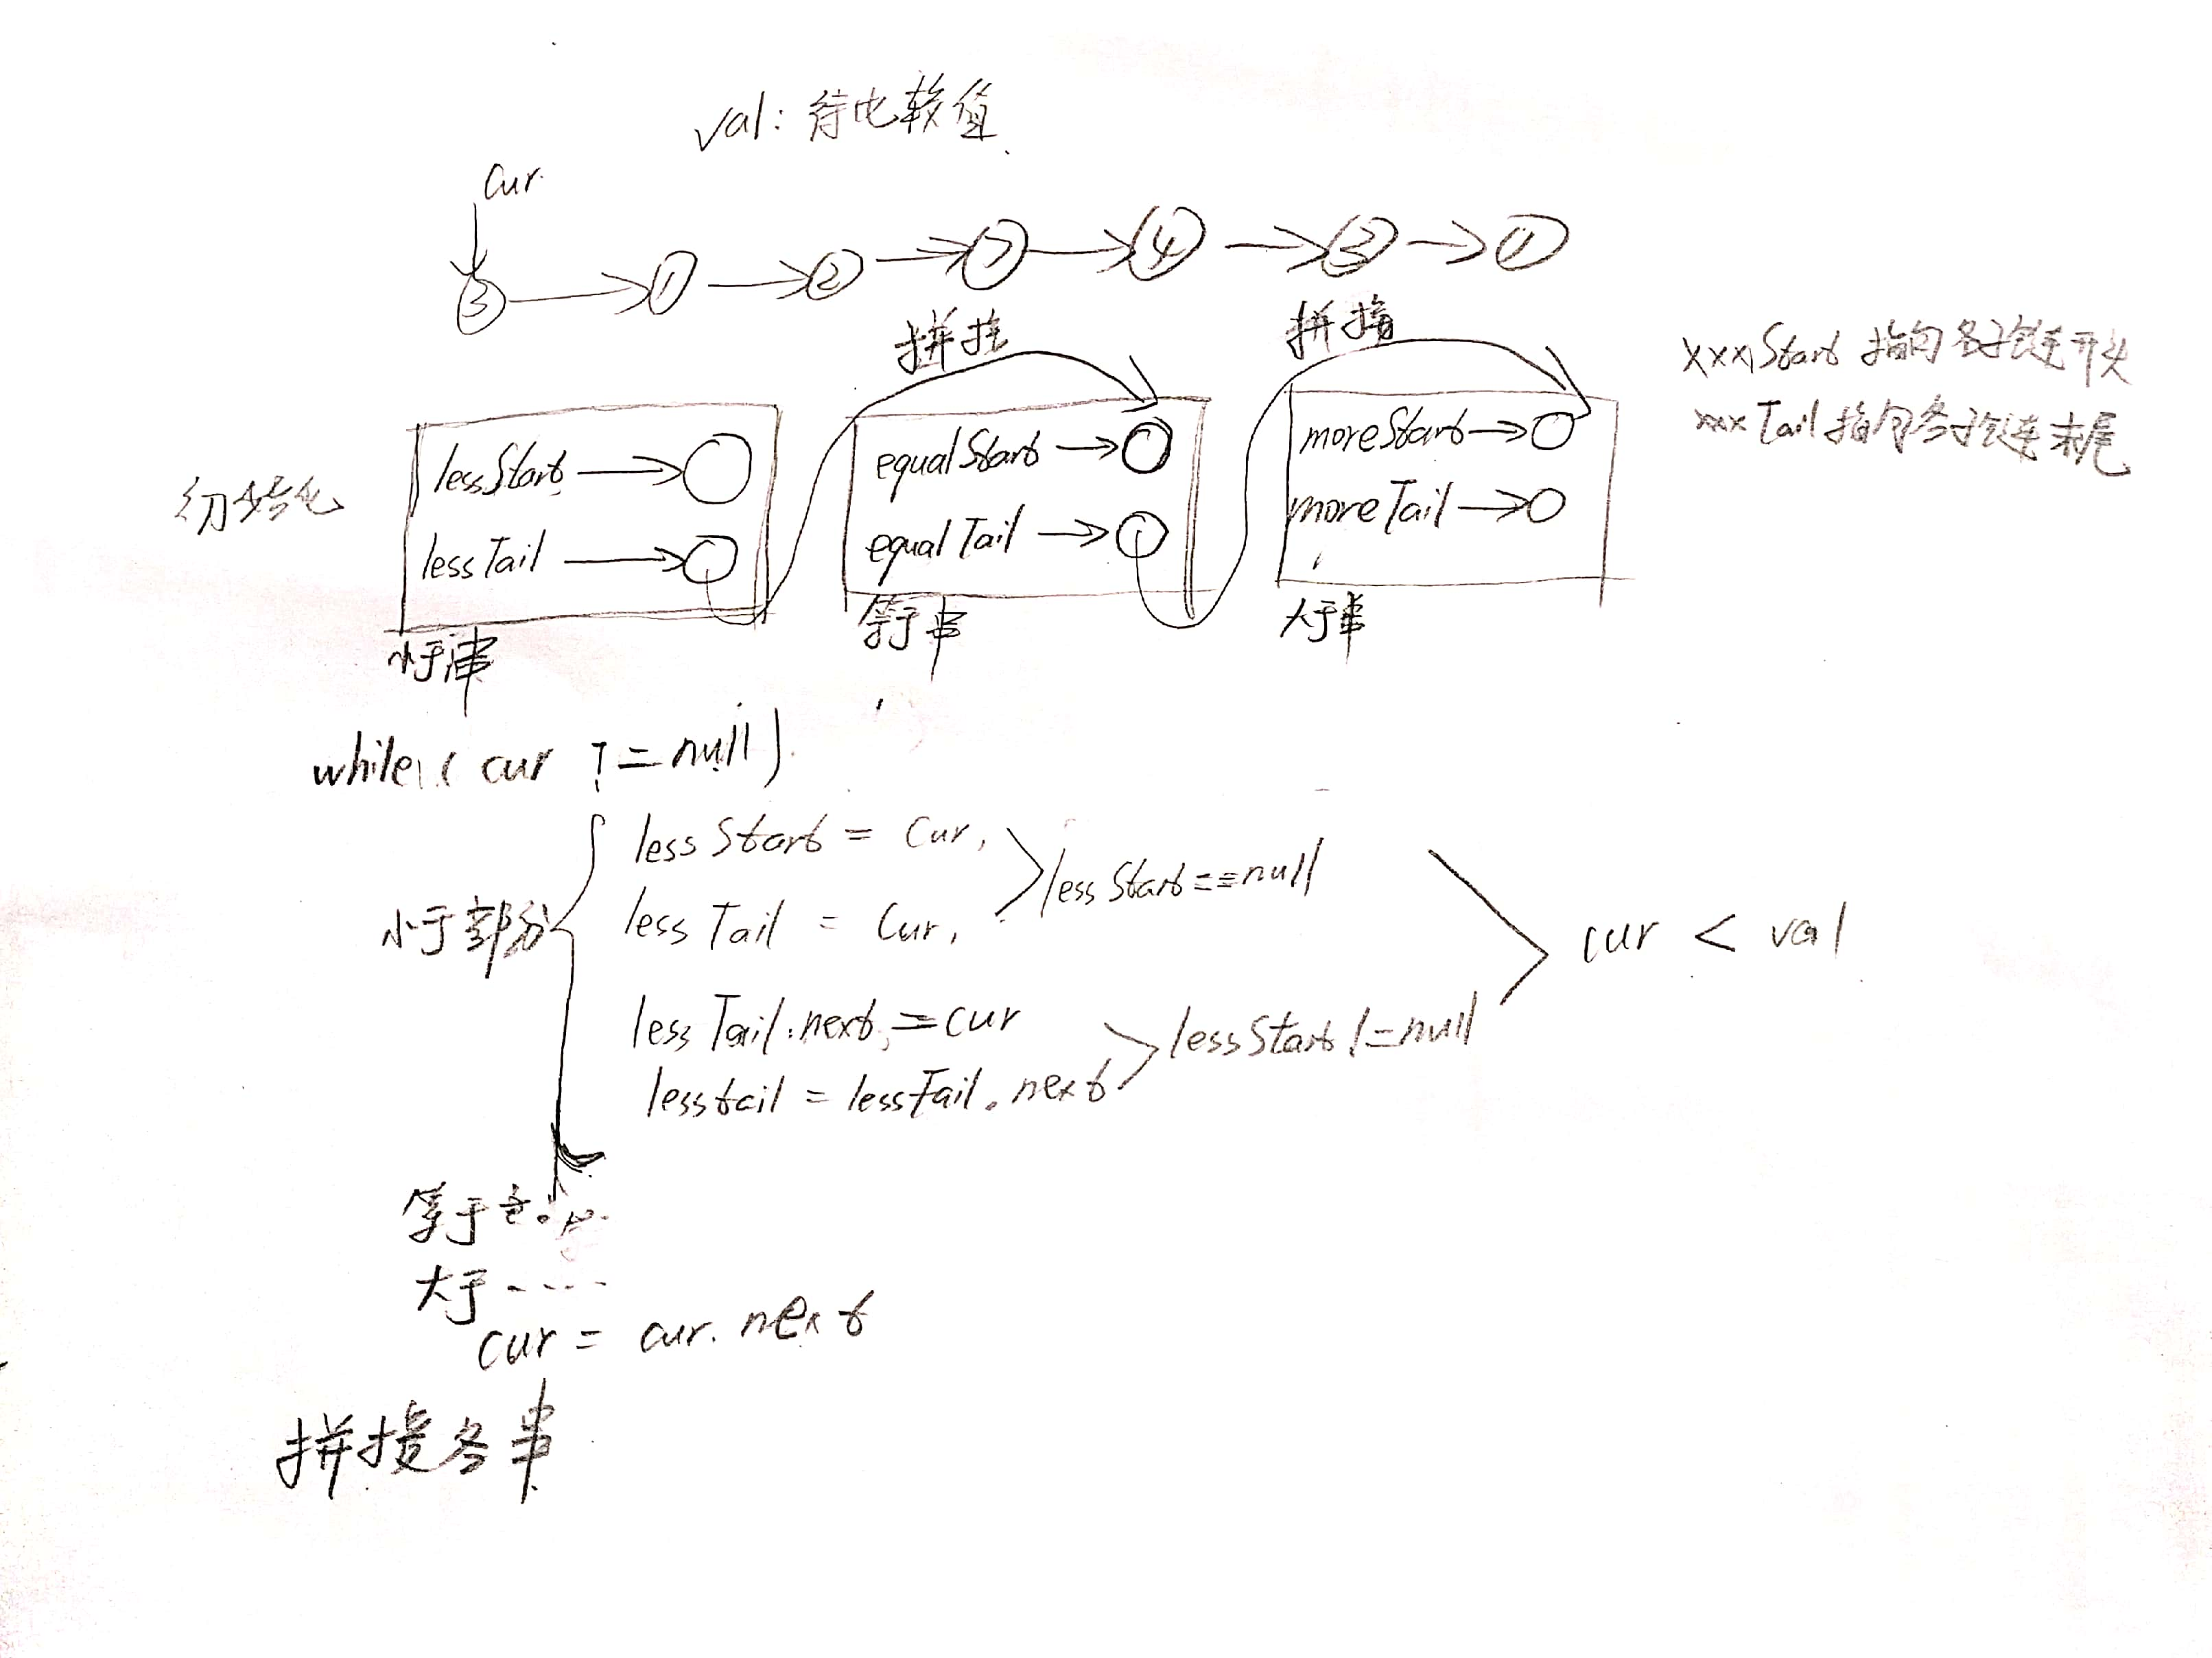 val: 待比较值
cur
3 1 2 7 4 3 1
拼接 拼接
xxxStart 指向各子链开头
xxxTail 指向各子链末尾
初始化
lessStart
lessTail
小于串
equalStart
equalTail
等于串
moreStart
moreTail
大于串
while( cur != null)
小于部分
lessStart = cur,
lessTail = cur,
lessStart==null
lessTail.next=cur
lesstail = lessTail.next
lessStart!=null
cur < val
等于
大于----
cur = cur.next
拼接各串